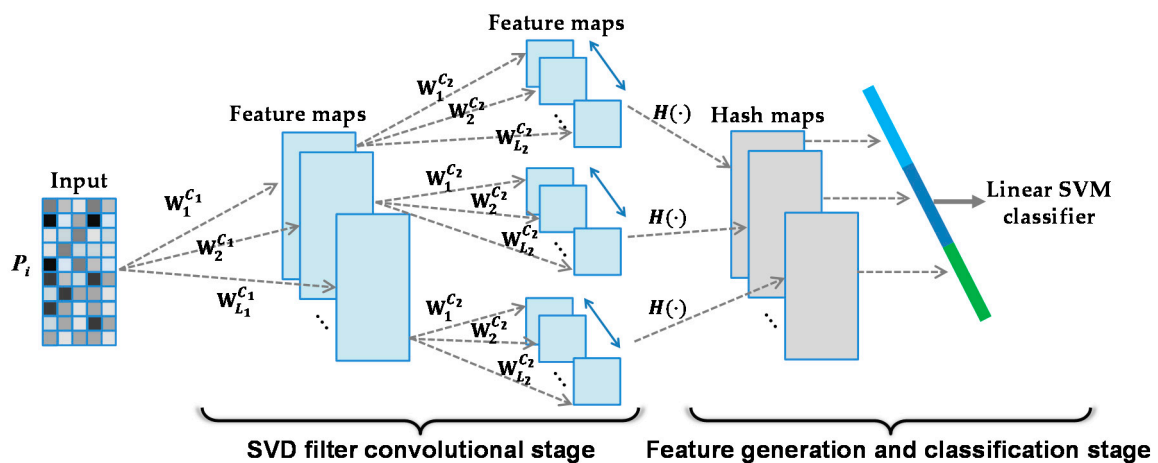 Feature maps
W_1^{C_2}
W_2^{C_2}
W_{L_2}^{C_2}
H(·)
Feature maps
Hash maps
Input
W_1^{C_1}
W_2^{C_1}
W_{L_1}^{C_1}
P_i
W_1^{C_2}
W_2^{C_2}
W_{L_2}^{C_2}
H(·)
Linear SVM
classifier
W_1^{C_2}
W_2^{C_2}
W_{L_2}^{C_2}
H(·)
SVD filter convolutional stage
Feature generation and classification stage